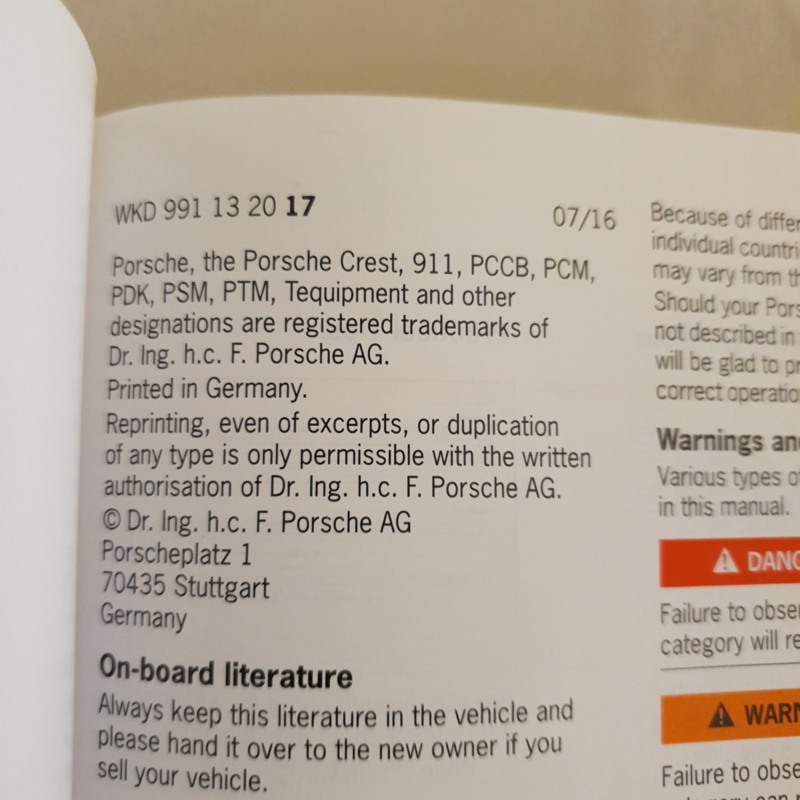 WKD 991 13 20 17
07/16
Porsche, the Porsche Crest, 911, PCCB, PCM,
PDK, PSM, PTM, Tequipment and other
designations are registered trademarks of
Dr. Ing. h.c. F. Porsche AG.
Printed in Germany.
Reprinting, even of excerpts, or duplication
of any type is only permissible with the written
authorisation of Dr. Ing. h.c. F. Porsche AG.
© Dr. Ing. h.c. F. Porsche AG
Porscheplatz 1
70435 Stuttgart
Germany
On-board literature
Always keep this literature in the vehicle and
please hand it over to the new owner if you
sell your vehicle.
Because of
individual
may vary from
Should your
not described in
will be glad to
correct
Warnings
Various types
in this manual.
Failure to
category will
Failure to